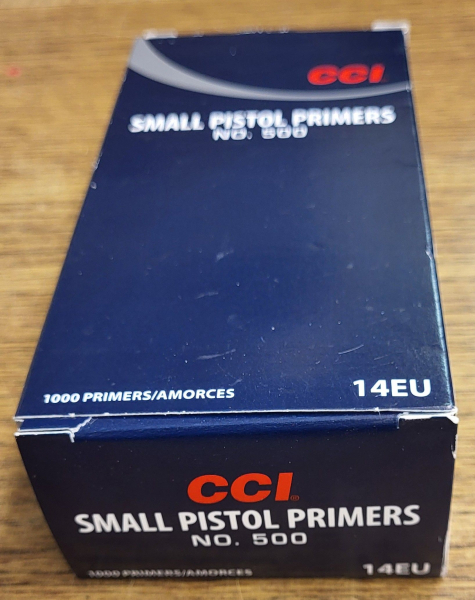 CCI
SMALL PISTOL PRIMERS
NO. 500
1000 PRIMERS/AMORCES 14EU
CCI®
SMALL PISTOL PRIMERS
NO. 500
1000 PRIMERS/AMORCES 14EU